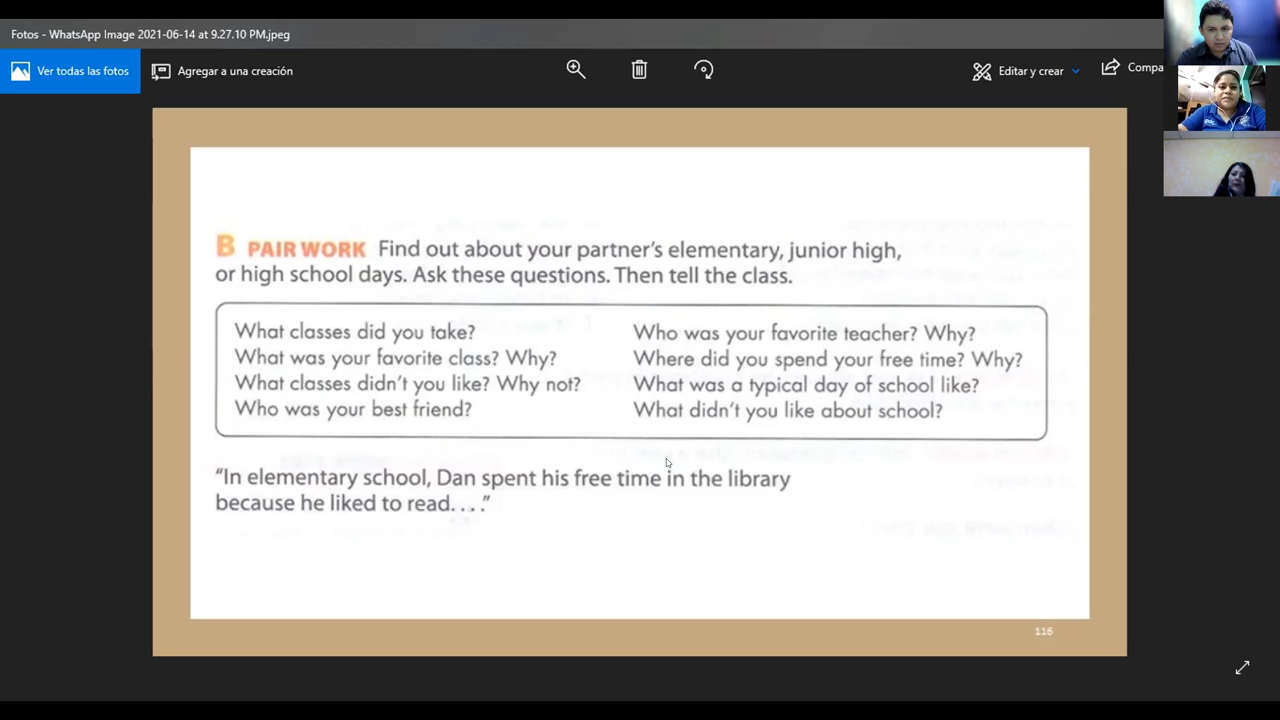 Fotos - WhatsApp Image 2021-06-14 at 9.27.10 PM.jpeg
Ver todas las fotos
Agregar a una creación
Editar y crear
Compa
B PAIR WORK Find out about your partner's elementary, junior high,
or high school days. Ask these questions. Then tell the class.
What classes did you take?
What was your favorite class? Why?
What classes didn't you like? Why not?
Who was your best friend?
Who was your favorite teacher? Why?
Where did you spend your free time? Why?
What was a typical day of school like?
What didn't you like about school?
"In elementary school, Dan spent his free time in the library
because he liked to read. . . ."
116